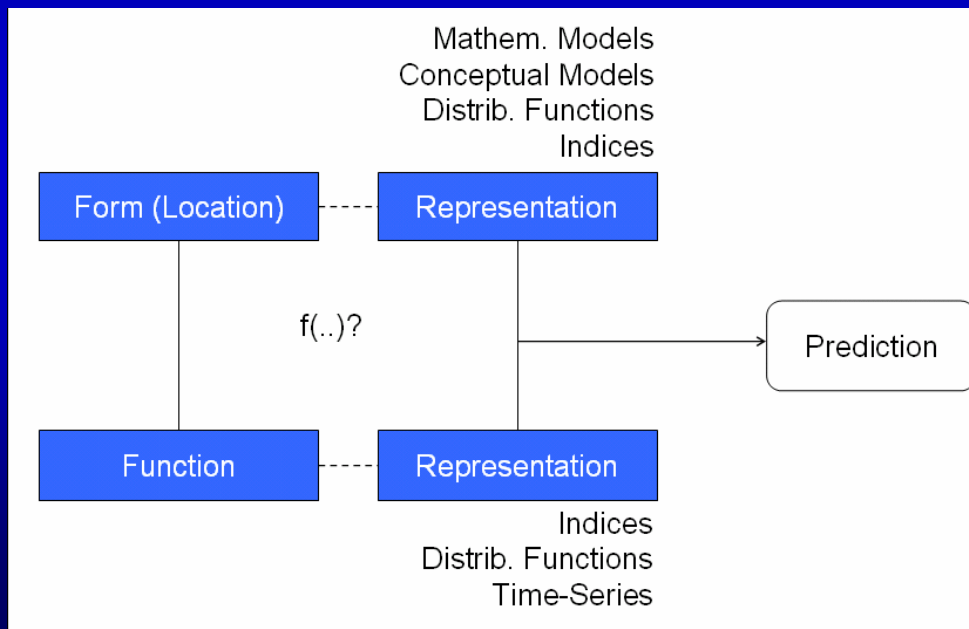 Mathem. Models
Conceptual Models
Distrib. Functions
Indices
Form (Location)
Representation
f(..)?
Prediction
Function
Representation
Indices
Distrib. Functions
Time-Series